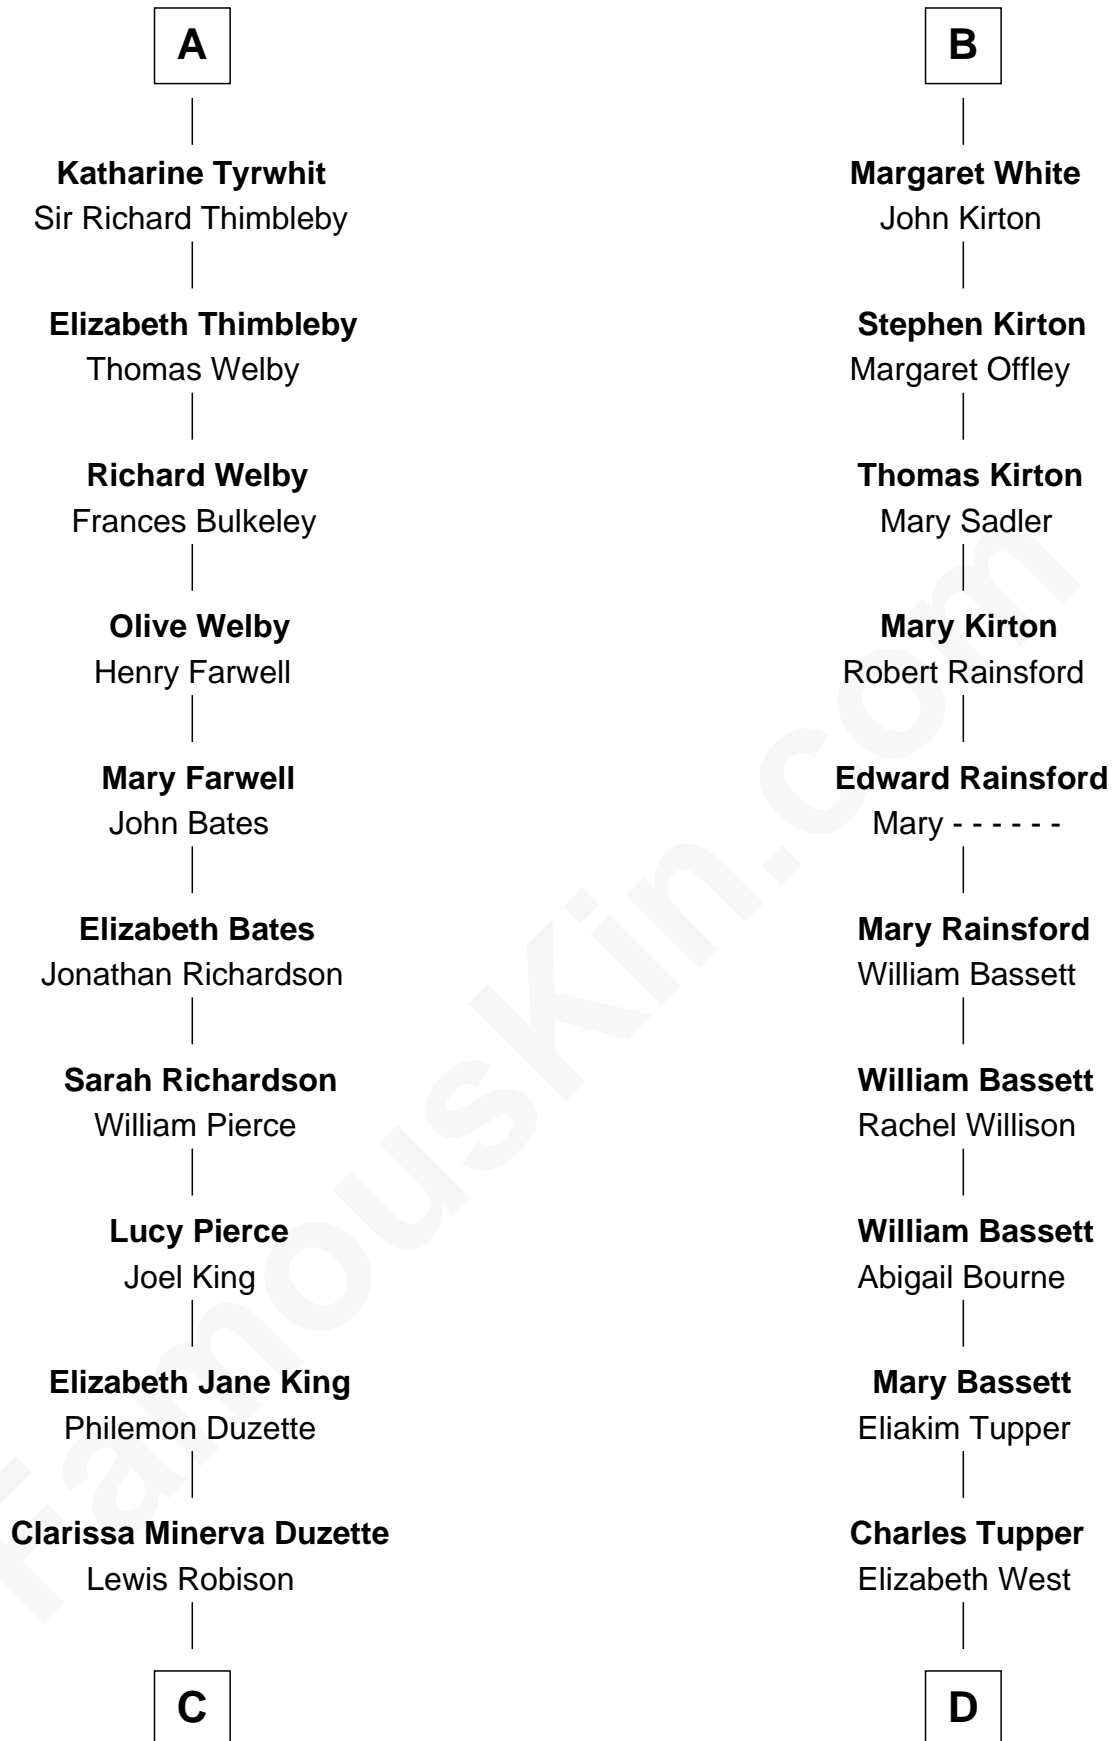 A
Katharine Tyrwhit
Sir Richard Thimbleby
Elizabeth Thimbleby
Thomas Welby
Richard Welby
Frances Bulkeley
Olive Welby
Henry Farwell
Mary Farwell
John Bates
Elizabeth Bates
Jonathan Richardson
Sarah Richardson
William Pierce
Lucy Pierce
Joel King
Elizabeth Jane King
Philemon Duzette
Clarissa Minerva Duzette
Lewis Robison
C
B
Margaret White
John Kirton
Stephen Kirton
Margaret Offley
Thomas Kirton
Mary Sadler
Mary Kirton
Robert Rainsford
Edward Rainsford
Mary - - - - - -
Mary Rainsford
William Bassett
William Bassett
Rachel Willison
William Bassett
Abigail Bourne
Mary Bassett
Eliakim Tupper
Charles Tupper
Elizabeth West
D
FamousKin.com